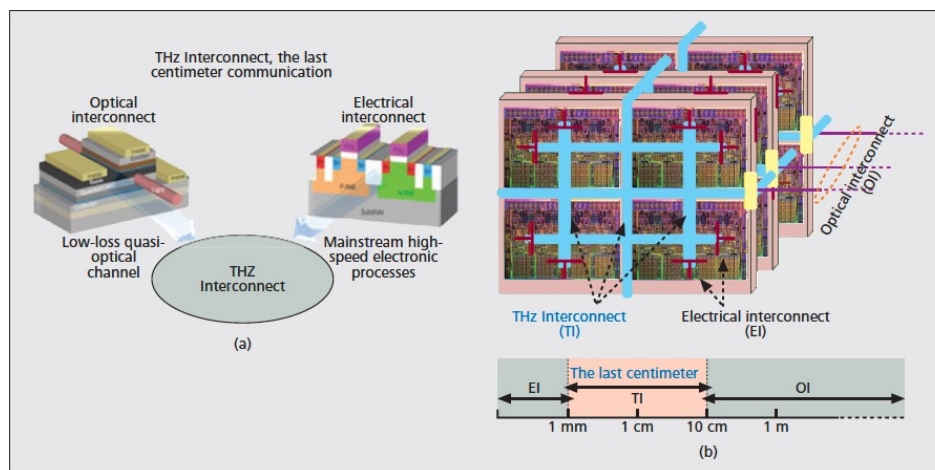 THz Interconnect, the last
centimeter communication
Optical
interconnect
Electrical
interconnect
Low-loss quasi-
optical
channel
Mainstream high-
speed electronic
processes
THZ
Interconnect
(a)
Optical interconnect
(OI)
THz Interconnect
(TI)
Electrical interconnect
(EI)
The last centimeter
EI
TI
OI
1 mm
1 cm
10 cm
1 m
(b)